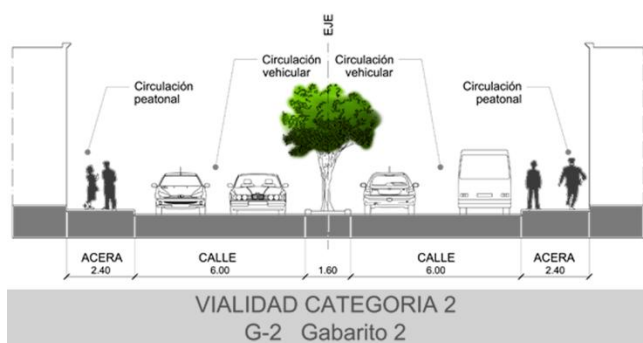 EJE
Circulación
peatonal
Circulación
vehicular
Circulación
vehicular
Circulación
peatonal
ACERA
2.40
CALLE
6.00
1.60
CALLE
6.00
ACERA
2.40
VIALIDAD CATEGORIA 2
G-2 Gabarito 2